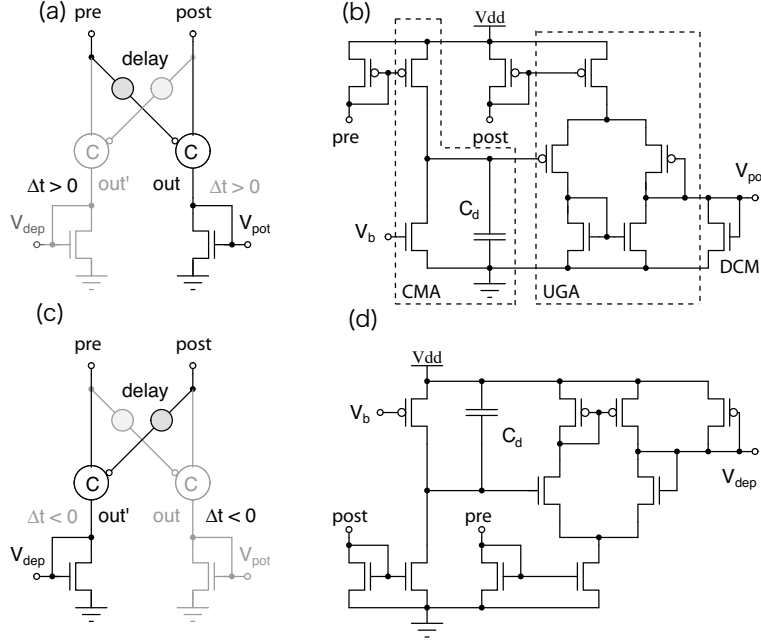 (a)
pre
post
delay
C
C
Δt > 0
out'
out
Δt > 0
V_dep
V_pot
(b)
Vdd
pre
post
V_po
V_b
C_d
DCM
CMA
UGA
(c)
pre
post
delay
C
C
Δt < 0
out'
out
Δt < 0
V_dep
V_pot
(d)
Vdd
V_b
C_d
V_dep
post
pre